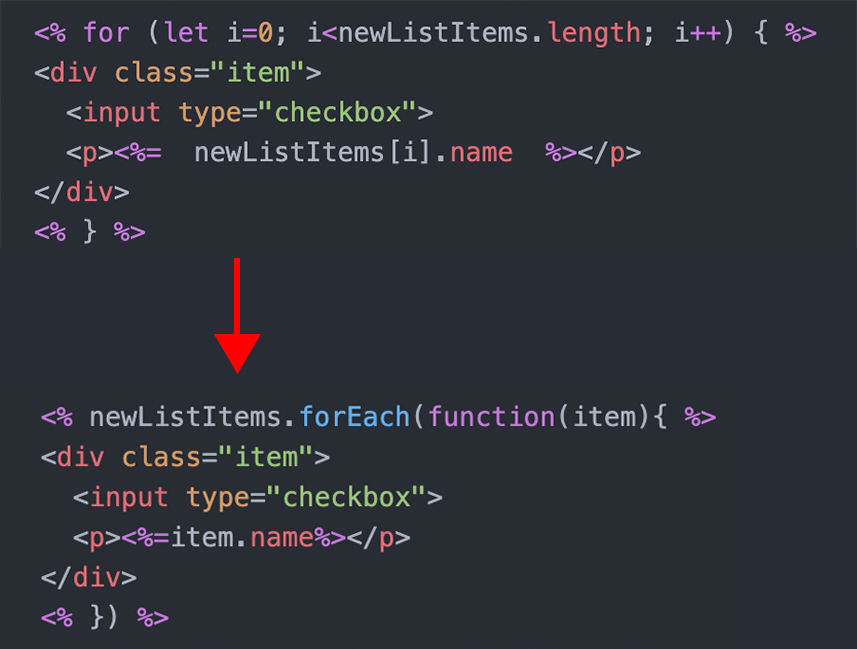 <% for (let i=0; i<newListItems.length; i++) { %>
<div class="item">
  <input type="checkbox">
  <p><%=  newListItems[i].name  %></p>
</div>
<% } %>
<% newListItems.forEach(function(item){ %>
<div class="item">
  <input type="checkbox">
  <p><%=item.name%></p>
</div>
<% }) %>